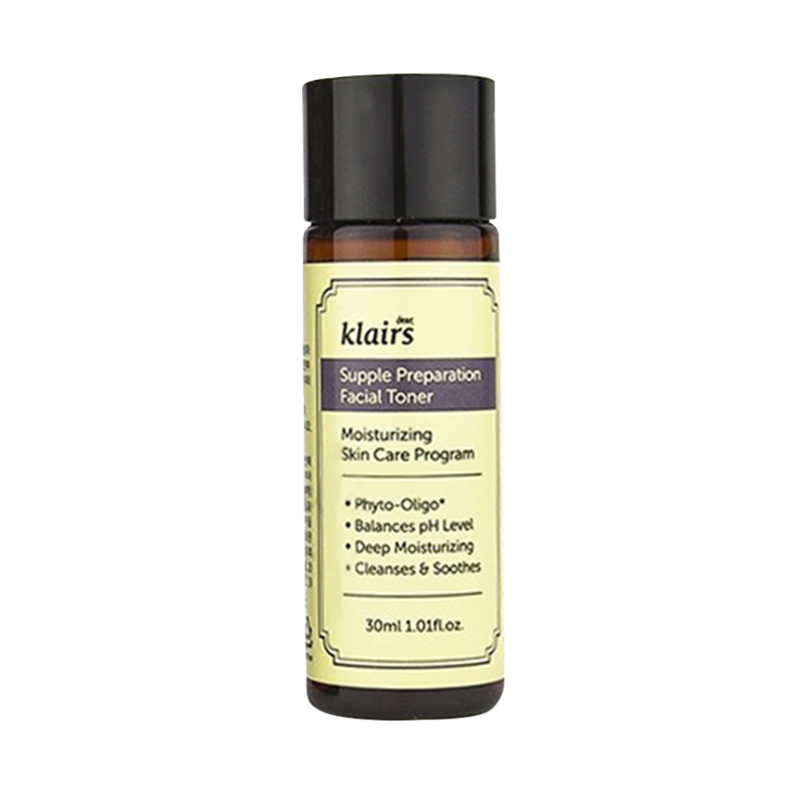 dear,
klairs
Supple Preparation
Facial Toner
Moisturizing
Skin Care Program
• Phyto-Oligo*
• Balances pH Level
• Deep Moisturizing
• Cleanses & Soothes
30ml 1.01fl.oz.